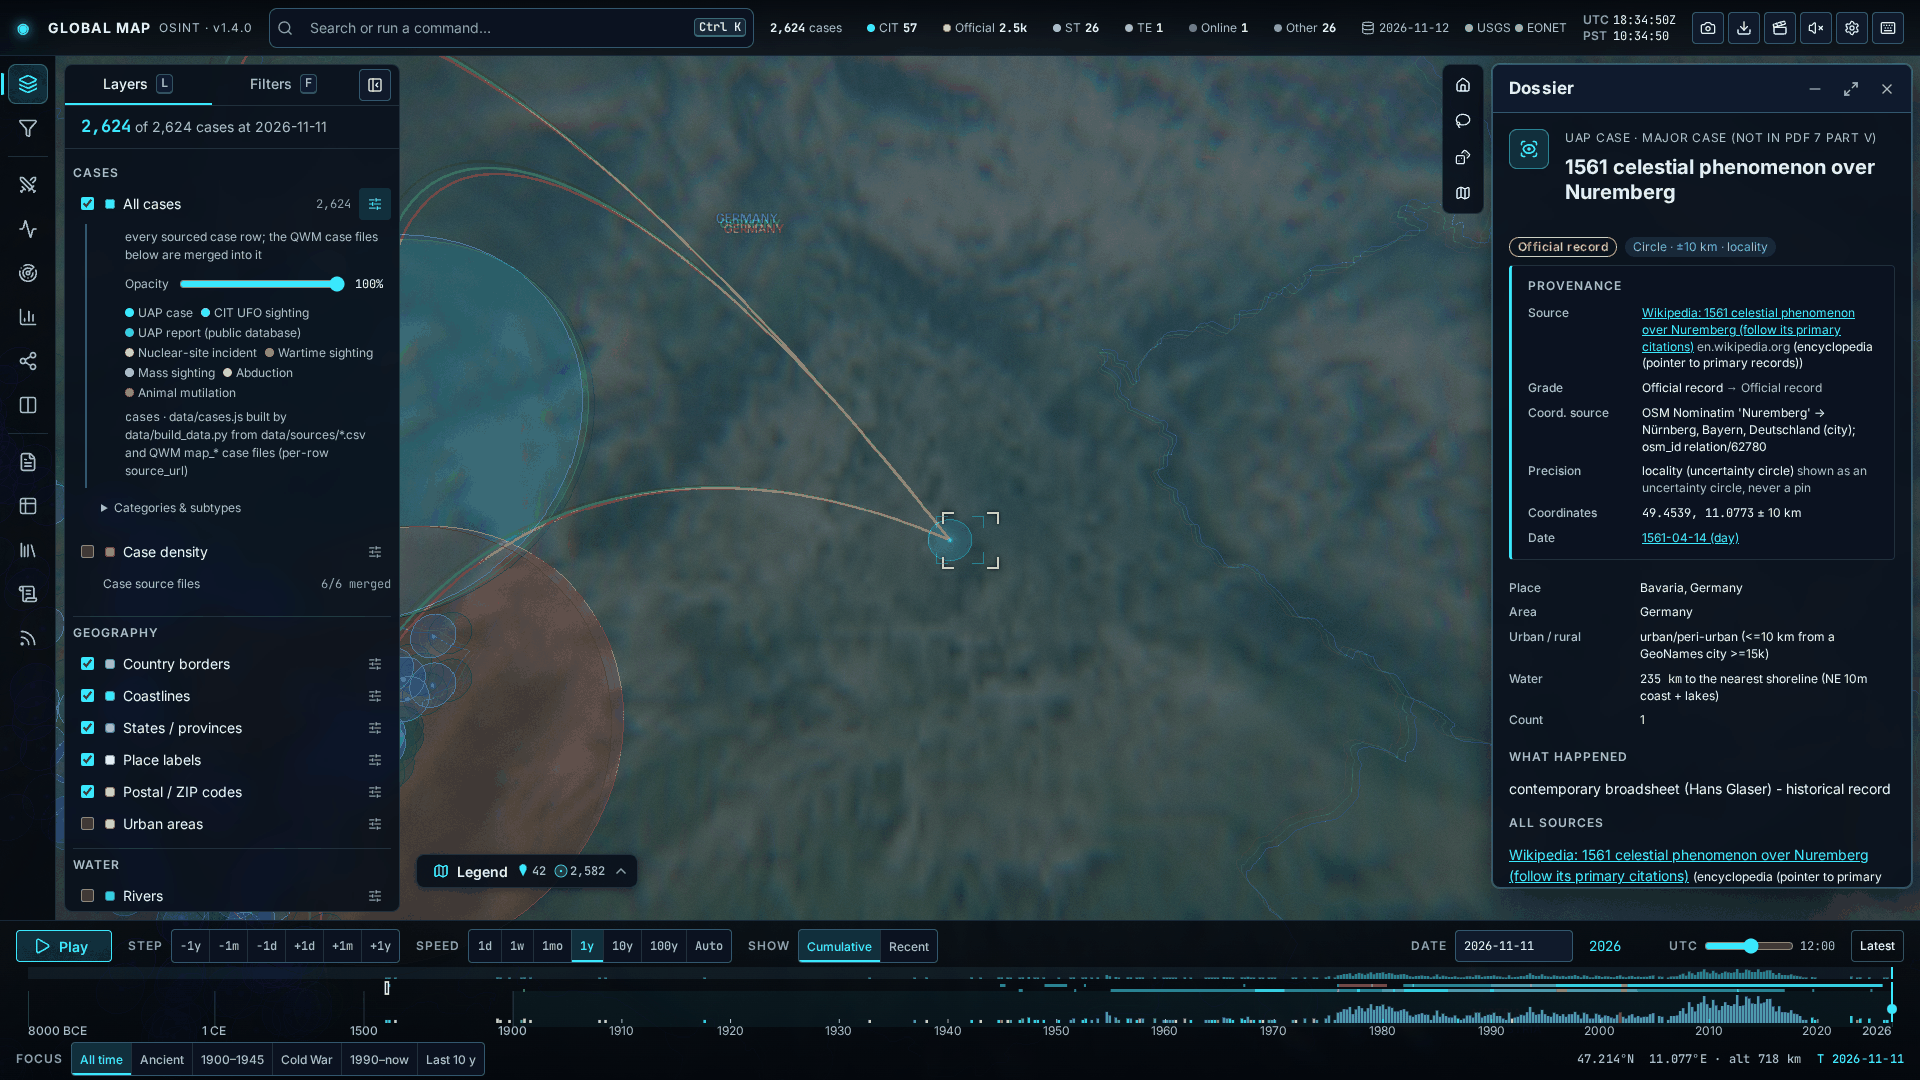 GLOBAL MAP OSINT · v1.4.0
Search or run a command...
Ctrl K
2,624 cases
CIT 57
Official 2.5k
ST 26
TE 1
Online 1
Other 26
2026-11-12
USGS
EONET
UTC 18:34:50Z
PST 10:34:50
Layers L
Filters F
2,624 of 2,624 cases at 2026-11-11
CASES
All cases 2,624
every sourced case row; the QWM case files
below are merged into it
Opacity 100%
UAP case CIT UFO sighting
UAP report (public database)
Nuclear-site incident Wartime sighting
Mass sighting Abduction
Animal mutilation
cases · data/cases.js built by
data/build_data.py from data/sources/*.csv
and QWM map_* case files (per-row
source_url)
Categories & subtypes
Case density
Case source files 6/6 merged
GEOGRAPHY
Country borders
Coastlines
States / provinces
Place labels
Postal / ZIP codes
Urban areas
WATER
Rivers
GERMANY
Legend 42 2,582
Dossier
UAP CASE · MAJOR CASE (NOT IN PDF 7 PART V)
1561 celestial phenomenon over
Nuremberg
Official record
Circle · ±10 km · locality
PROVENANCE
Source Wikipedia: 1561 celestial phenomenon
over Nuremberg (follow its primary
citations) en.wikipedia.org (encyclopedia
(pointer to primary records))
Grade Official record → Official record
Coord. source OSM Nominatim 'Nuremberg' →
Nürnberg, Bayern, Deutschland (city);
osm_id relation/62780
Precision locality (uncertainty circle) shown as an
uncertainty circle, never a pin
Coordinates 49.4539, 11.0773 ± 10 km
Date 1561-04-14 (day)
Place Bavaria, Germany
Area Germany
Urban / rural urban/peri-urban (<=10 km from a
GeoNames city >=15k)
Water 235 km to the nearest shoreline (NE 10m
coast + lakes)
Count 1
WHAT HAPPENED
contemporary broadsheet (Hans Glaser) - historical record
ALL SOURCES
Wikipedia: 1561 celestial phenomenon over Nuremberg
(follow its primary citations) (encyclopedia (pointer to primary
Play
STEP -1y -1m -1d +1d +1m +1y
SPEED 1d 1w 1mo 1y 10y 100y Auto
SHOW Cumulative Recent
DATE 2026-11-11 2026
UTC 12:00
Latest
8000 BCE 1 CE 1500 1900 1910 1920 1930 1940 1950 1960 1970 1980 1990 2000 2010 2020 2026
FOCUS All time Ancient 1900–1945 Cold War 1990–now Last 10 y
47.214°N 11.077°E · alt 718 km T 2026-11-11